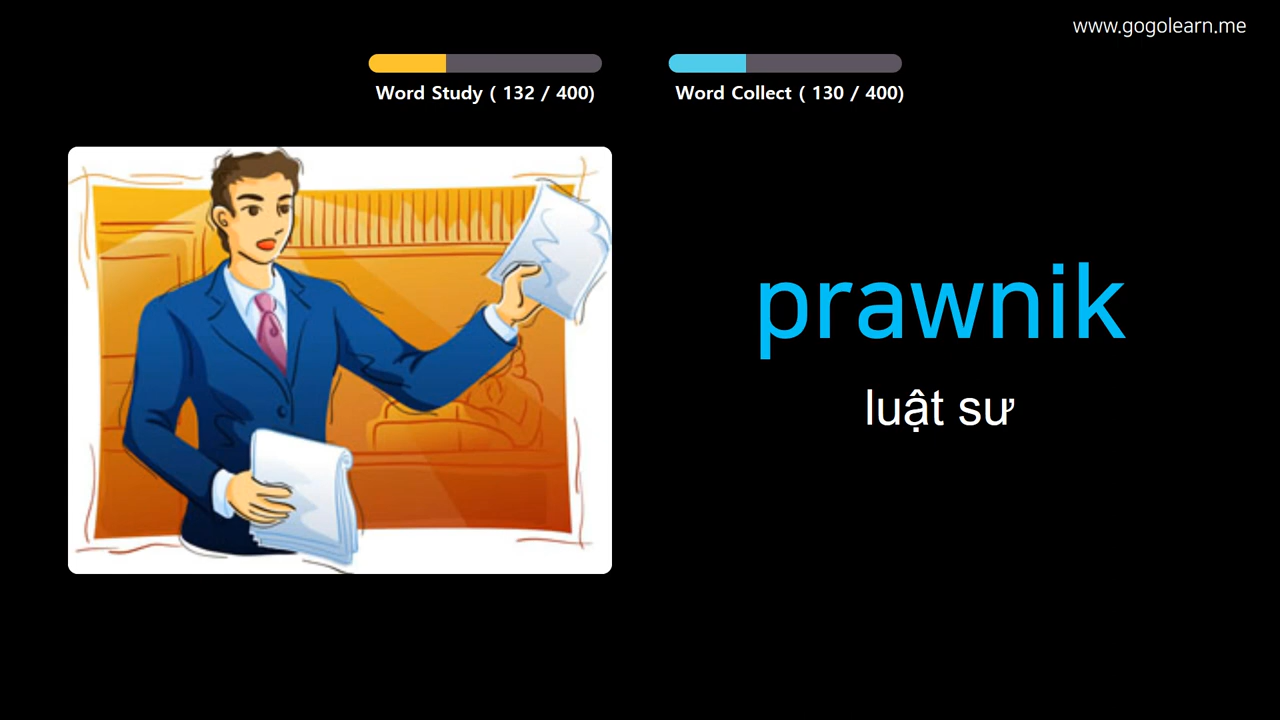 www.gogolearn.me
Word Study ( 132 / 400)
Word Collect ( 130 / 400)
prawnik
luật sư